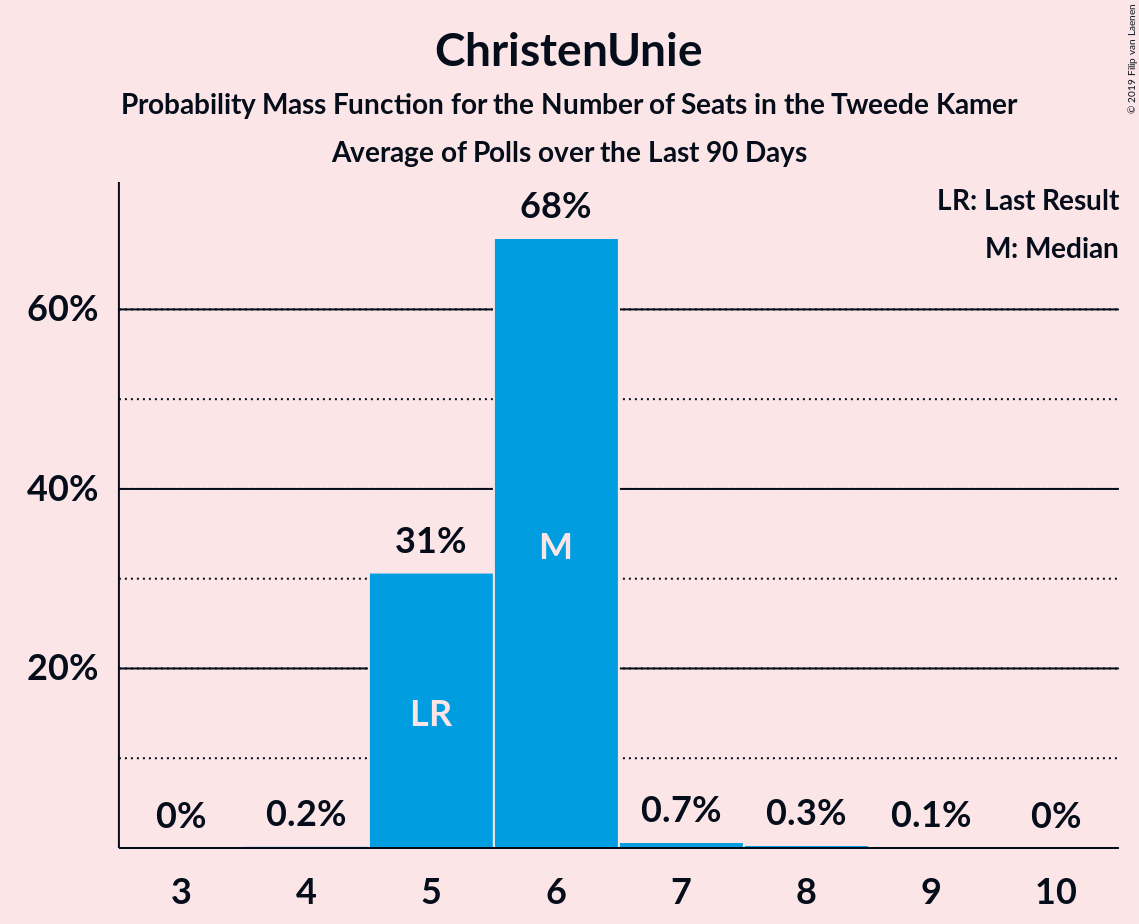 ChristenUnie
Probability Mass Function for the Number of Seats in the Tweede Kamer
Average of Polls over the Last 90 Days
© 2019 Filip van Laenen
LR: Last Result
M: Median
68%
60%
40%
31%
M
20%
LR
0%
0.2%
0.7%
0.3%
0.1%
0%
3 4 5 6 7 8 9 10